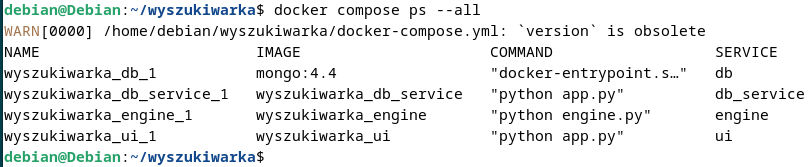 debian@Debian:~/wyszukiwarka$ docker compose ps --all
WARN[0000] /home/debian/wyszukiwarka/docker-compose.yml: `version` is obsolete
NAME IMAGE COMMAND SERVICE
wyszukiwarka_db_1 mongo:4.4 "docker-entrypoint.s…" db
wyszukiwarka_db_service_1 wyszukiwarka_db_service "python app.py" db_service
wyszukiwarka_engine_1 wyszukiwarka_engine "python engine.py" engine
wyszukiwarka_ui_1 wyszukiwarka_ui "python app.py" ui
debian@Debian:~/wyszukiwarka$